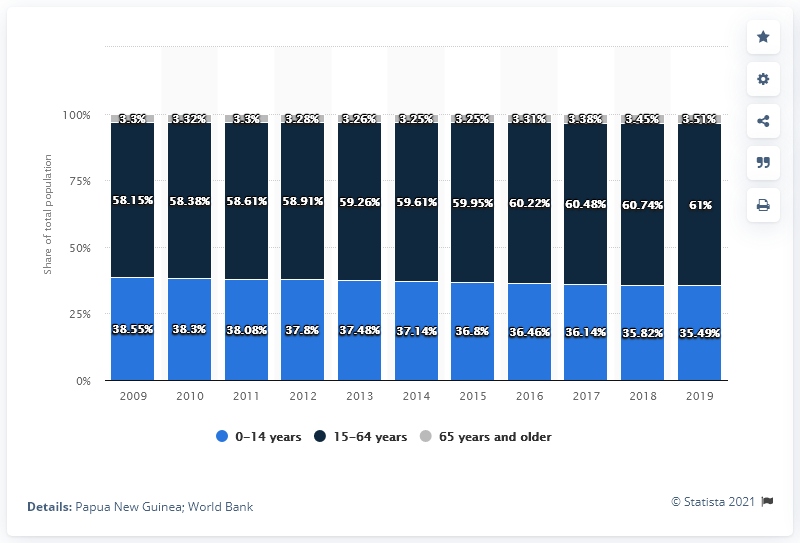 100%
75%
50%
25%
0%
Share of total population
3.3% 3.32% 3.3% 3.28% 3.26% 3.25% 3.25% 3.31% 3.38% 3.45% 3.51%
58.15% 58.38% 58.61% 58.91% 59.26% 59.61% 59.95% 60.22% 60.48% 60.74% 61%
38.55% 38.3% 38.08% 37.8% 37.48% 37.14% 36.8% 36.46% 36.14% 35.82% 35.49%
2009 2010 2011 2012 2013 2014 2015 2016 2017 2018 2019
0-14 years 15-64 years 65 years and older
Details: Papua New Guinea; World Bank
© Statista 2021